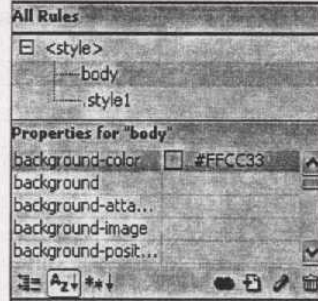 All Rules
<style>
body
style1
Properties for "body"
background-color #FFCC33
background
background-atta...
background-image
background-posit...